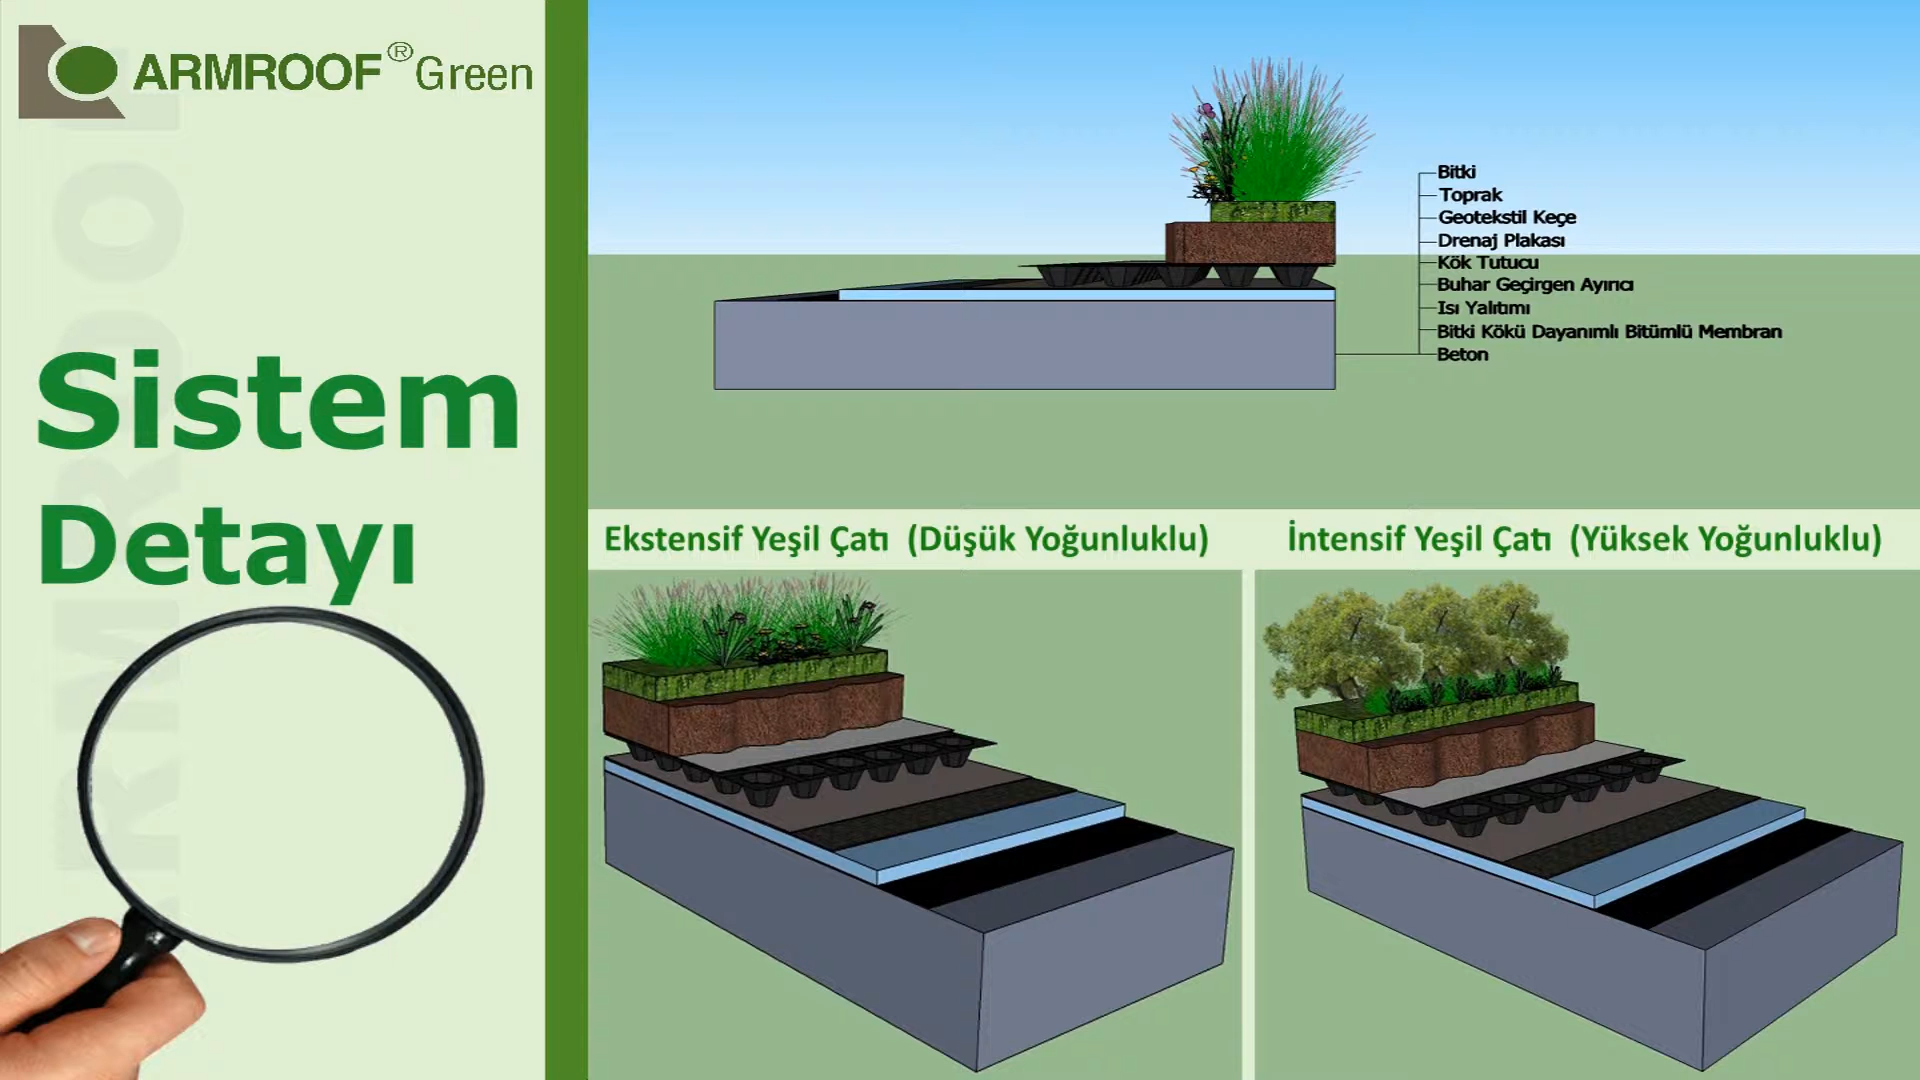 ARMROOF® Green
Sistem
Detayı
Bitki
Toprak
Geotekstil Keçe
Drenaj Plakası
Kök Tutucu
Buhar Geçirgen Ayırıcı
Isı Yalıtımı
Bitki Kökü Dayanımlı Bitümlü Membran
Beton
Ekstensif Yeşil Çatı (Düşük Yoğunluklu)
İntensif Yeşil Çatı (Yüksek Yoğunluklu)